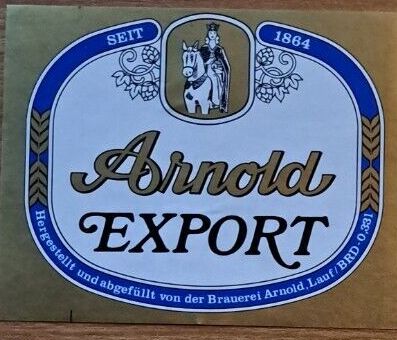 SEIT 1864
Arnold
EXPORT
Hergestellt und abgefüllt von der Brauerei Arnold, Lauf/BRD-0,33l